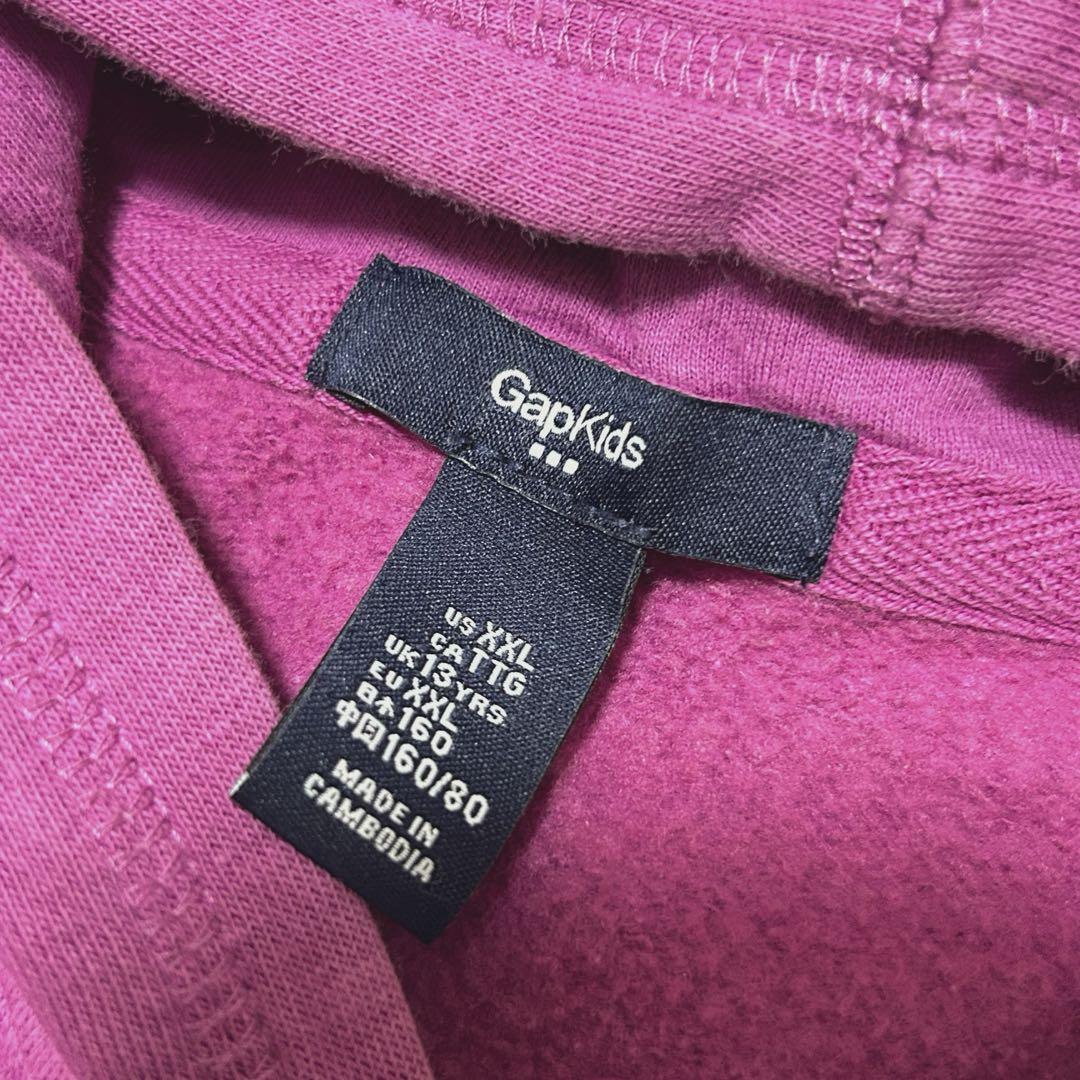 GapKids
US XXL
CA TTG
UK 13 YRS
EU XXL
日本 160
中国 160/80
MADE IN
CAMBODIA